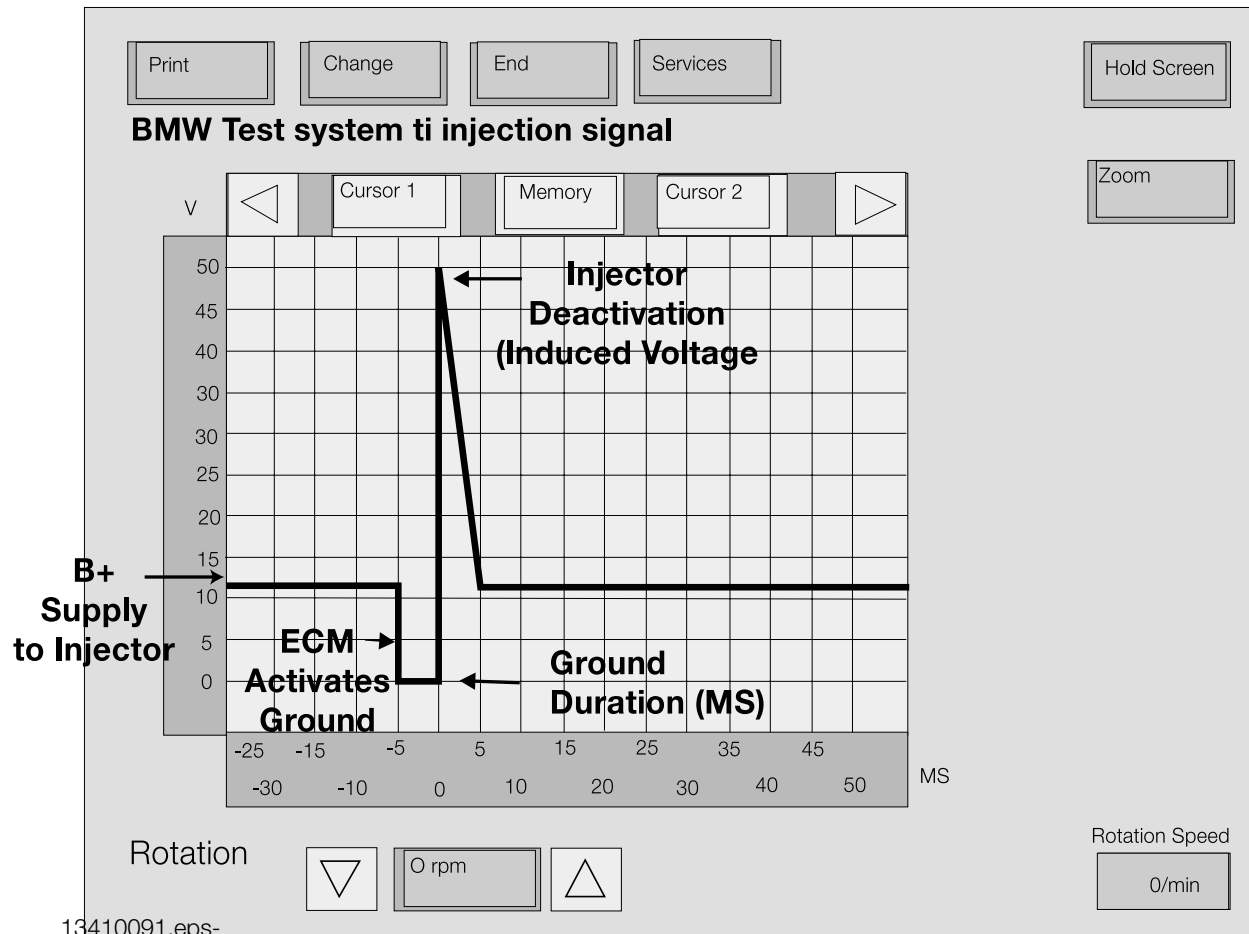 Print
Change
End
Services
Hold Screen
BMW Test system ti injection signal
Zoom
V
Cursor 1
Memory
Cursor 2
50
45
40
30
30
25
20
15
10
5
0
Injector
Deactivation
(Induced Voltage
B+
Supply
to Injector
ECM
Activates
Ground
Ground
Duration (MS)
-25 -15 -5 5 15 25 35 45
-30 -10 0 10 20 30 40 50
MS
Rotation
O rpm
Rotation Speed
0/min
13410091.eps-